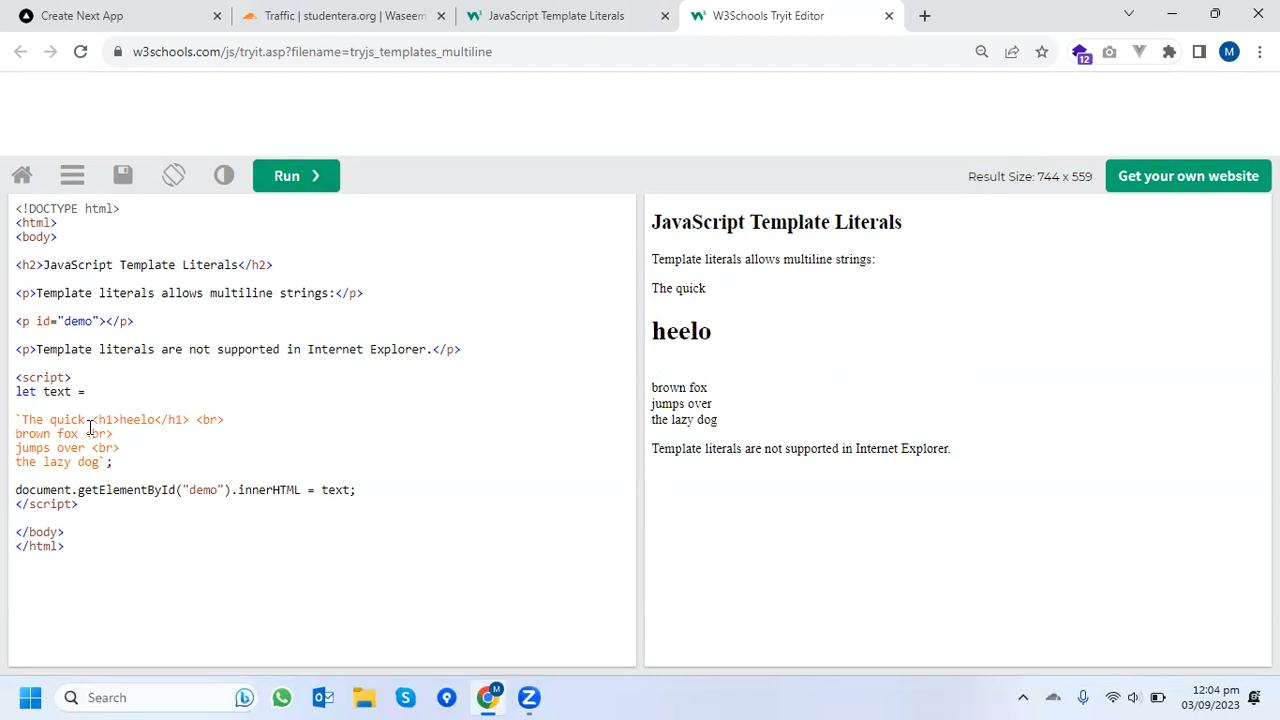 Create Next App
Traffic | studentera.org | Waseem
JavaScript Template Literals
W3Schools Tryit Editor
w3schools.com/js/tryit.asp?filename=tryjs_templates_multiline
12
M
Run
Result Size: 744 x 559
Get your own website
<!DOCTYPE html>
<html>
<body>
<h2>JavaScript Template Literals</h2>
<p>Template literals allows multiline strings:</p>
<p id="demo"></p>
<p>Template literals are not supported in Internet Explorer.</p>
<script>
let text =
`The quick <h1>heelo</h1> <br>
brown fox <br>
jumps over <br>
the lazy dog`;
document.getElementById("demo").innerHTML = text;
</script>
</body>
</html>
JavaScript Template Literals
Template literals allows multiline strings:
The quick
heelo
brown fox
jumps over
the lazy dog
Template literals are not supported in Internet Explorer.
Search
M
12:04 pm
03/09/2023